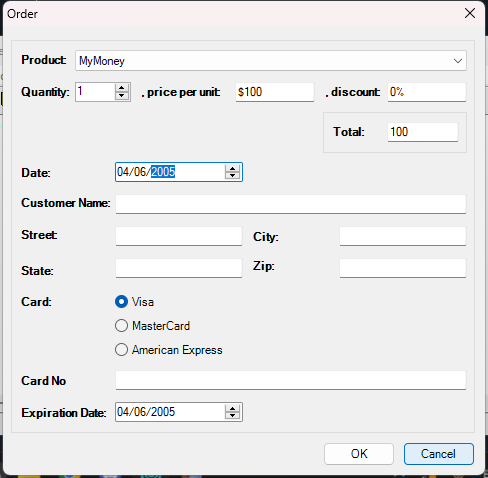 Order
Product: MyMoney
Quantity: 1 , price per unit: $100 , discount: 0%
Total: 100
Date: 04/06/2005
Customer Name:
Street: City:
State: Zip:
Card: Visa
MasterCard
American Express
Card No
Expiration Date: 04/06/2005
OK Cancel